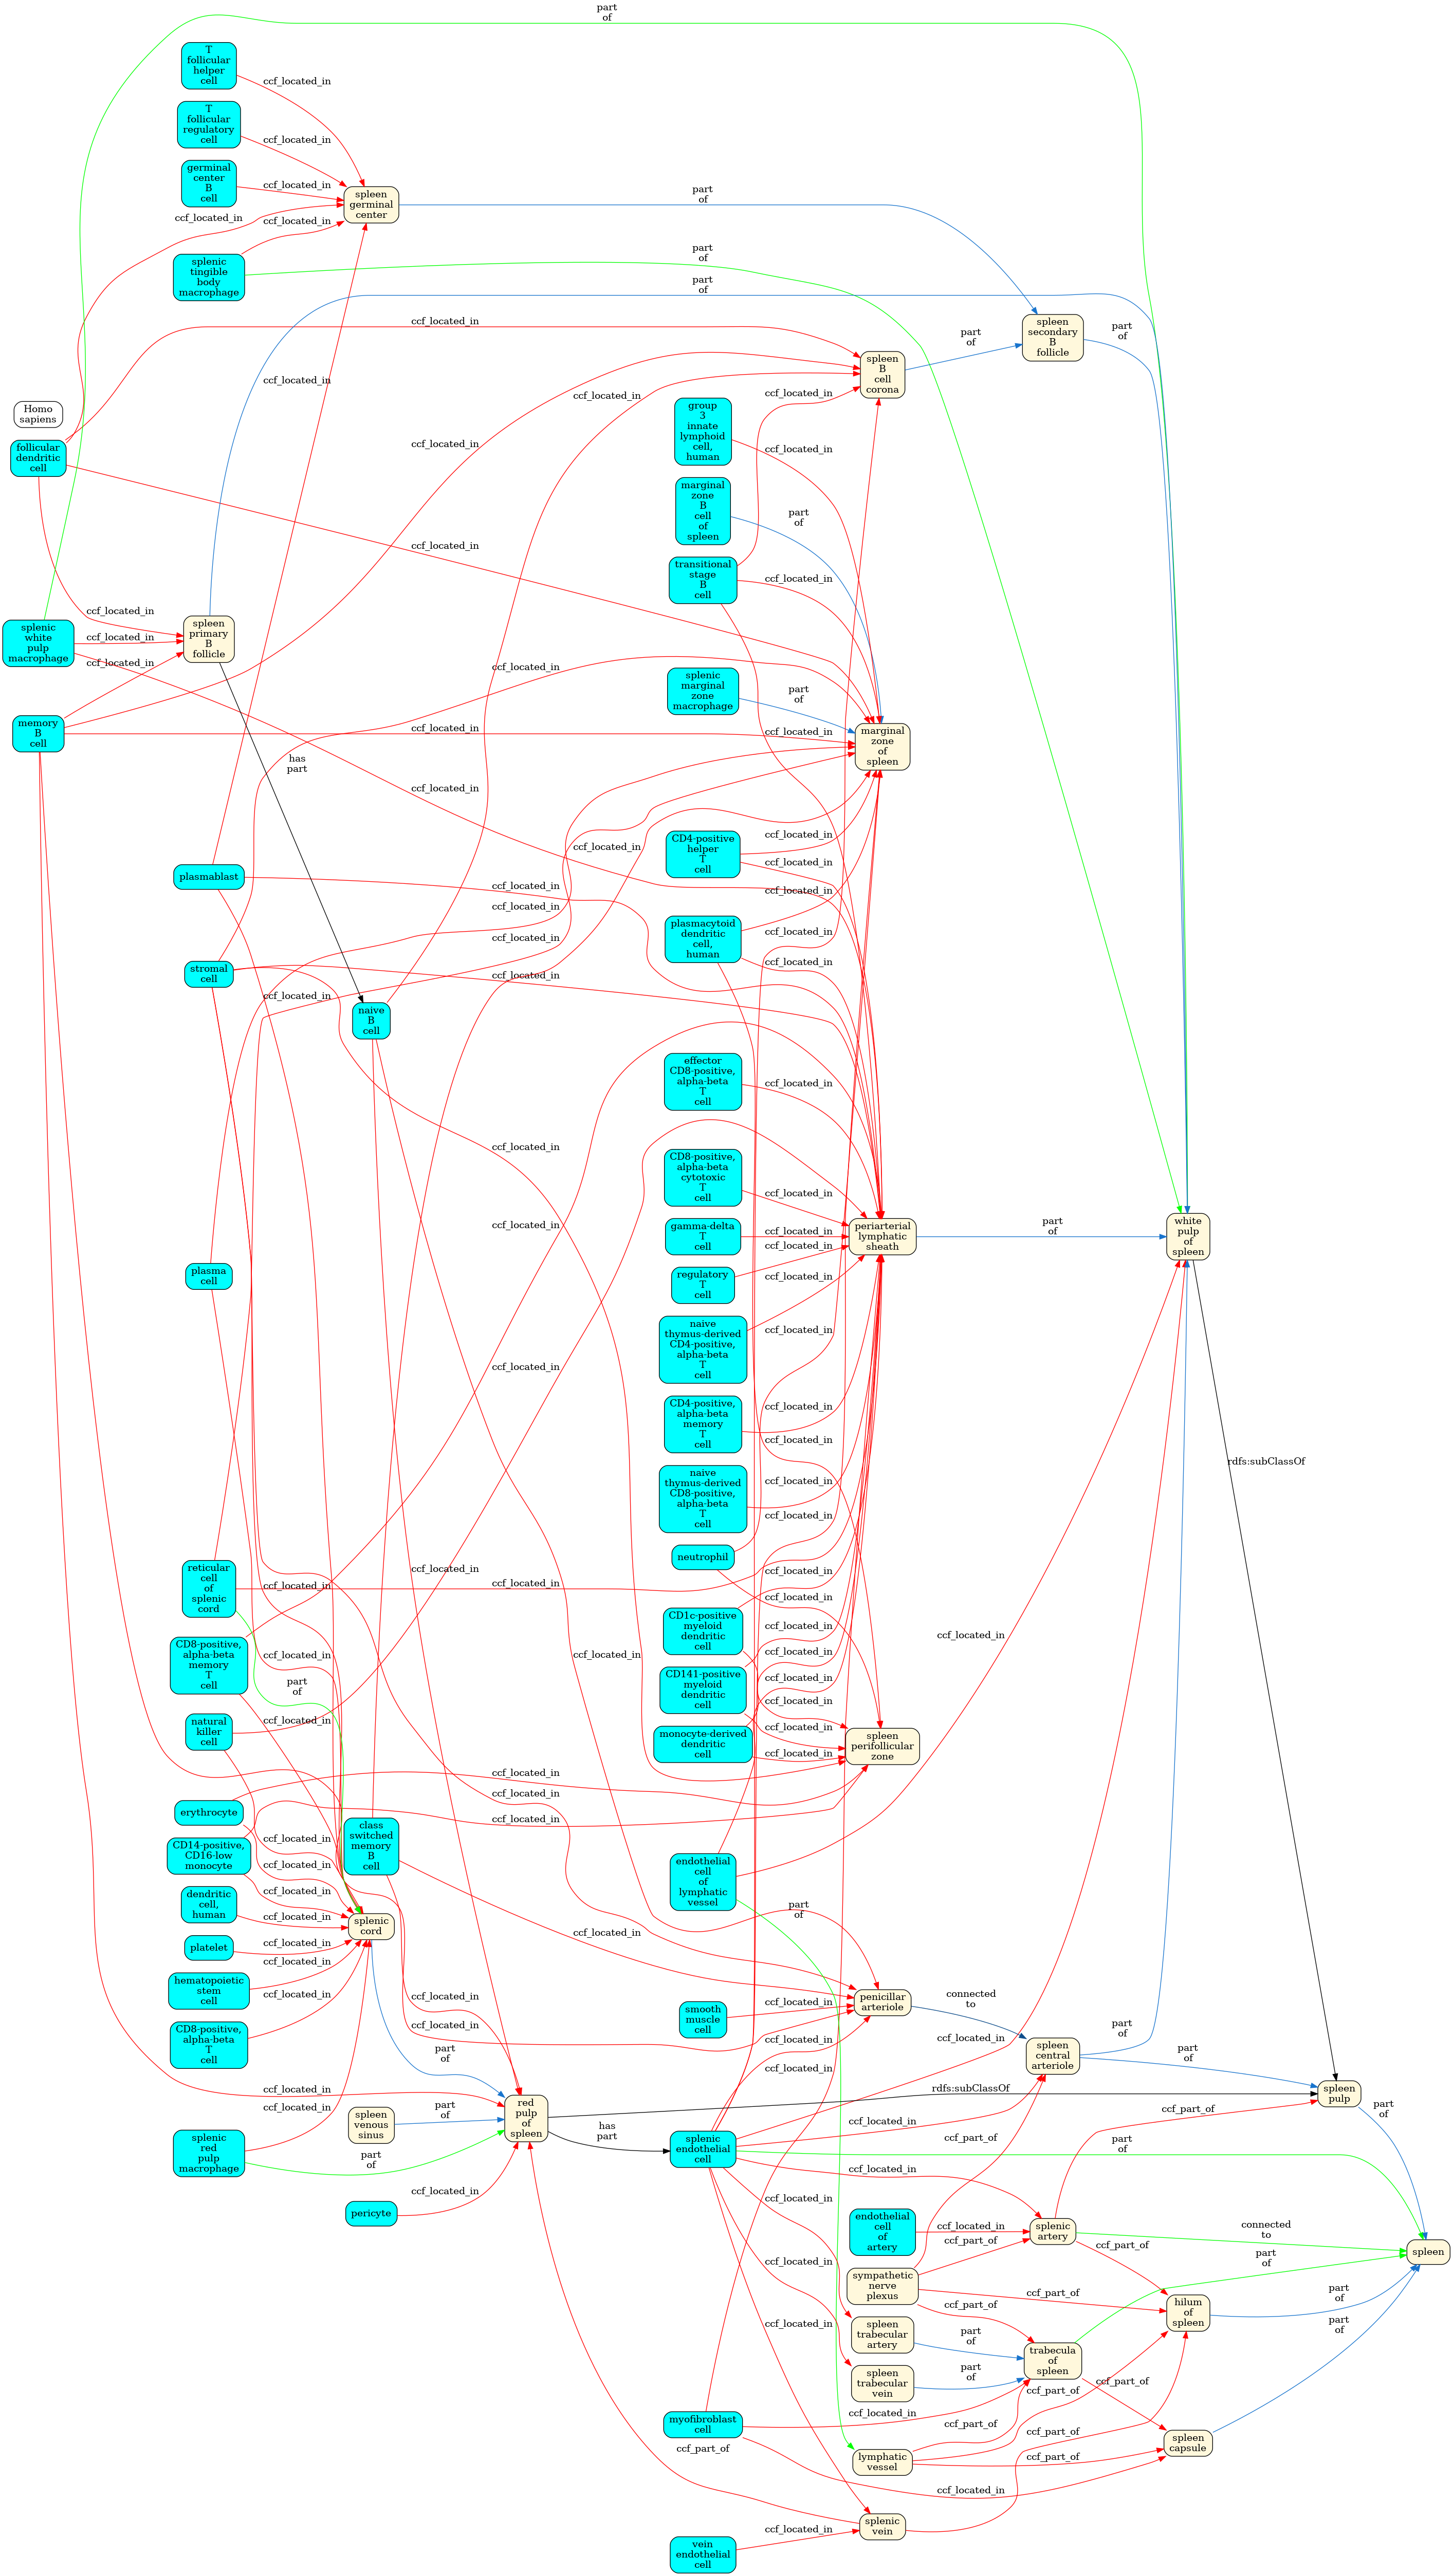 part
of
T
follicular
helper
cell
ccf_located_in
T
follicular
regulatory
cell
ccf_located_in
germinal
center
B
cell
ccf_located_in
spleen
germinal
center
part
of
ccf_located_in
ccf_located_in
splenic
tingible
body
macrophage
part
of
part
of
ccf_located_in
spleen
secondary
B
follicle
part
of
part
of
spleen
B
cell
corona
ccf_located_in
ccf_located_in
ccf_located_in
Homo
sapiens
group
3
innate
lymphoid
cell,
human
ccf_located_in
ccf_located_in
follicular
dendritic
cell
marginal
zone
B
cell
of
spleen
part
of
ccf_located_in
transitional
stage
B
cell
ccf_located_in
ccf_located_in
splenic
white
pulp
macrophage
ccf_located_in
ccf_located_in
spleen
primary
B
follicle
ccf_located_in
splenic
marginal
zone
macrophage
part
of
memory
B
cell
ccf_located_in
ccf_located_in
marginal
zone
of
spleen
has
part
ccf_located_in
CD4-positive
helper
T
cell
ccf_located_in
ccf_located_in
ccf_located_in
plasmablast
ccf_located_in
ccf_located_in
ccf_located_in
plasmacytoid
dendritic
cell,
human
ccf_located_in
ccf_located_in
ccf_located_in
stromal
cell
ccf_located_in
ccf_located_in
naive
B
cell
effector
CD8-positive,
alpha-beta
T
cell
ccf_located_in
ccf_located_in
CD8-positive,
alpha-beta
cytotoxic
T
cell
ccf_located_in
ccf_located_in
gamma-delta
T
cell
ccf_located_in
ccf_located_in
periarterial
lymphatic
sheath
part
of
white
pulp
of
spleen
plasma
cell
regulatory
T
cell
ccf_located_in
naive
thymus-derived
CD4-positive,
alpha-beta
T
cell
ccf_located_in
ccf_located_in
CD4-positive,
alpha-beta
memory
T
cell
ccf_located_in
ccf_located_in
rdfs:subClassOf
naive
thymus-derived
CD8-positive,
alpha-beta
T
cell
ccf_located_in
ccf_located_in
neutrophil
ccf_located_in
ccf_located_in
reticular
cell
of
splenic
cord
ccf_located_in
ccf_located_in
ccf_located_in
CD1c-positive
myeloid
dendritic
cell
ccf_located_in
ccf_located_in
ccf_located_in
ccf_located_in
CD8-positive,
alpha-beta
memory
T
cell
ccf_located_in
CD141-positive
myeloid
dendritic
cell
ccf_located_in
part
of
ccf_located_in
natural
killer
cell
ccf_located_in
ccf_located_in
monocyte-derived
dendritic
cell
ccf_located_in
spleen
perifollicular
zone
ccf_located_in
ccf_located_in
erythrocyte
ccf_located_in
ccf_located_in
class
switched
memory
B
cell
CD14-positive,
CD16-low
monocyte
ccf_located_in
endothelial
cell
of
lymphatic
vessel
part
of
dendritic
cell,
human
ccf_located_in
splenic
cord
ccf_located_in
platelet
ccf_located_in
ccf_located_in
hematopoietic
stem
cell
ccf_located_in
ccf_located_in
penicillar
arteriole
connected
to
smooth
muscle
cell
ccf_located_in
CD8-positive,
alpha-beta
T
cell
ccf_located_in
part
of
ccf_located_in
ccf_located_in
ccf_located_in
spleen
central
arteriole
part
of
part
of
ccf_located_in
ccf_located_in
spleen
venous
sinus
part
of
red
pulp
of
spleen
rdfs:subClassOf
spleen
pulp
part
of
ccf_part_of
splenic
red
pulp
macrophage
part
of
has
part
splenic
endothelial
cell
ccf_located_in
ccf_part_of
part
of
ccf_located_in
pericyte
ccf_located_in
ccf_located_in
endothelial
cell
of
artery
ccf_located_in
splenic
artery
connected
to
spleen
ccf_part_of
ccf_part_of
part
of
ccf_located_in
sympathetic
nerve
plexus
ccf_part_of
hilum
of
spleen
part
of
ccf_part_of
ccf_located_in
spleen
trabecular
artery
part
of
trabecula
of
spleen
part
of
spleen
trabecular
vein
part
of
ccf_part_of
ccf_part_of
myofibroblast
cell
ccf_located_in
ccf_part_of
ccf_part_of
spleen
capsule
ccf_part_of
lymphatic
vessel
ccf_part_of
ccf_located_in
splenic
vein
ccf_located_in
vein
endothelial
cell